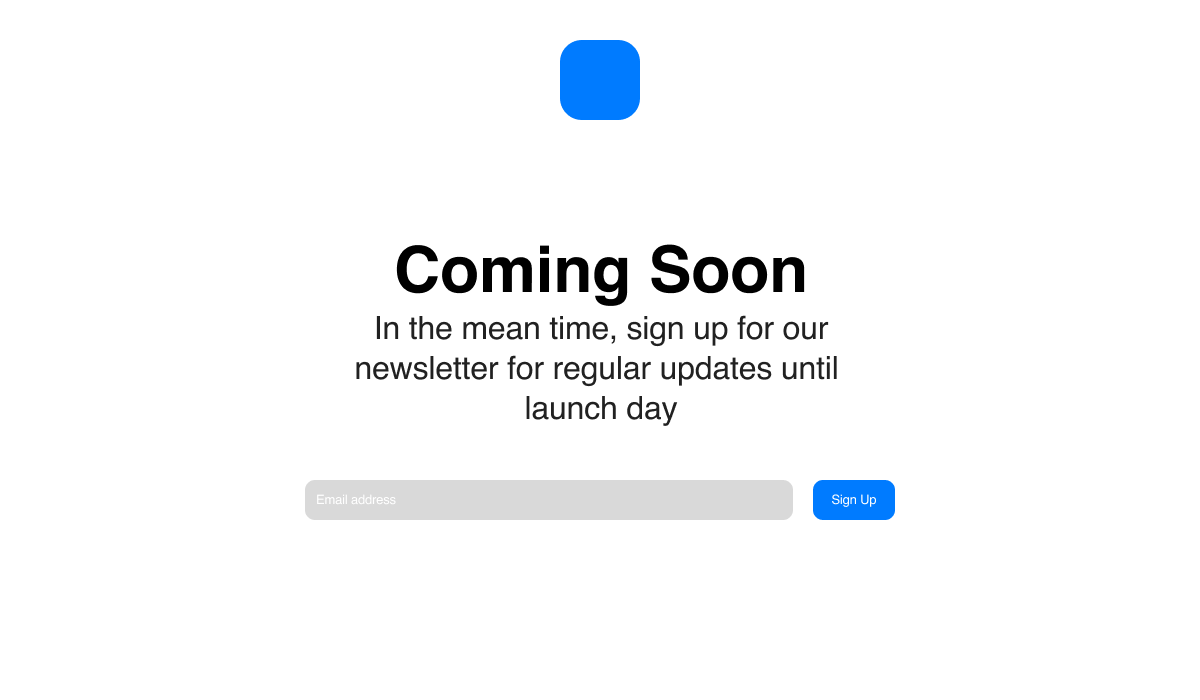 Coming Soon
In the mean time, sign up for our
newsletter for regular updates until
launch day
Email address
Sign Up